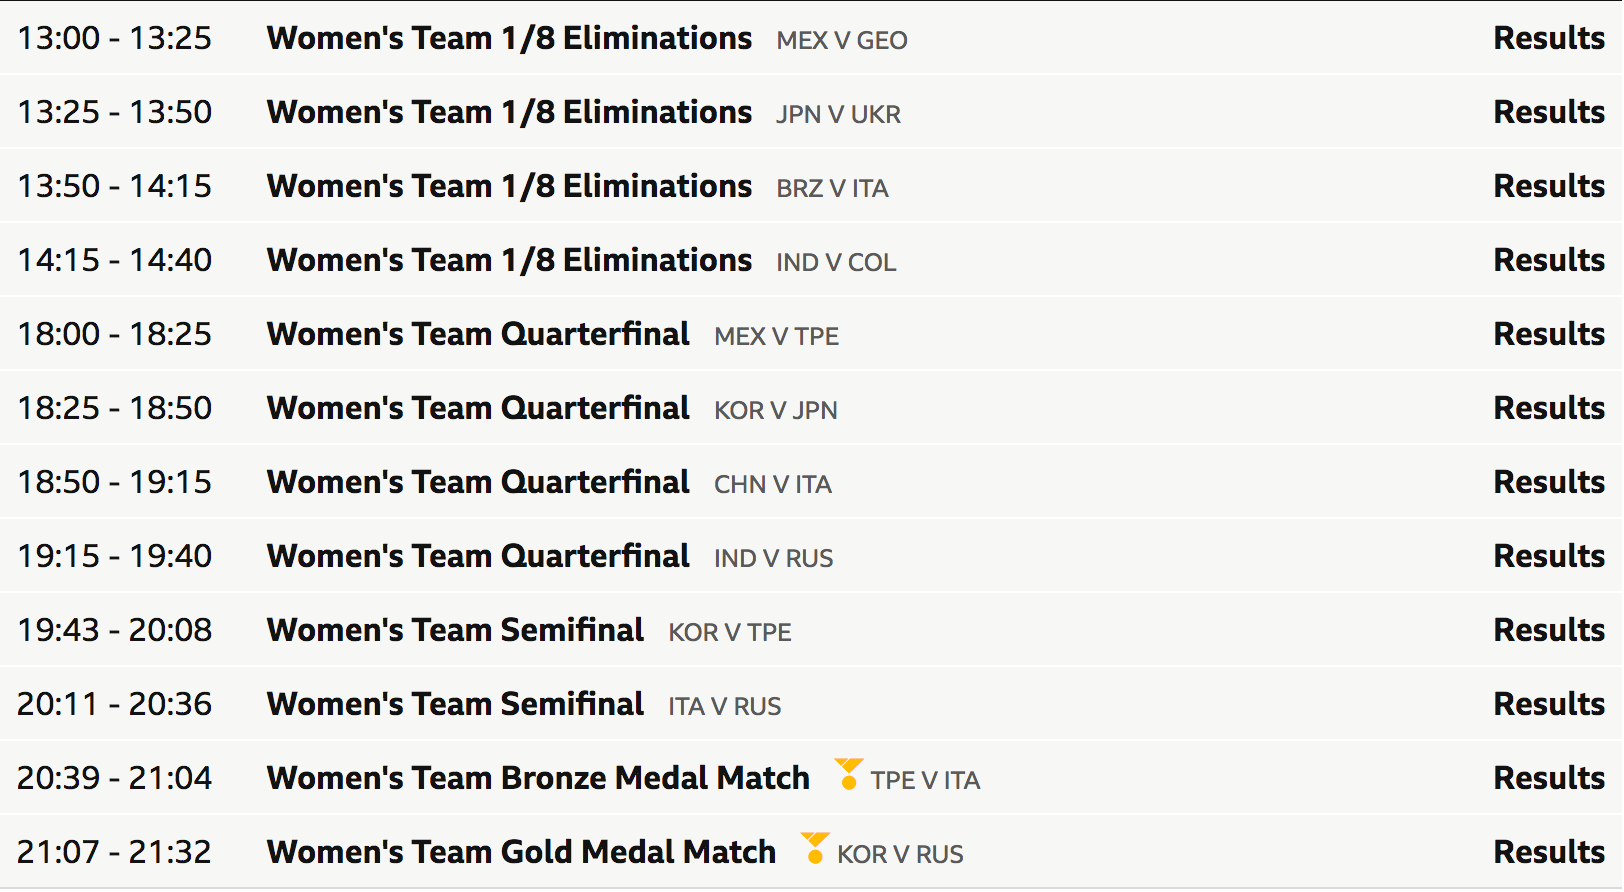 13:00 - 13:25 Women's Team 1/8 Eliminations MEX V GEO Results
13:25 - 13:50 Women's Team 1/8 Eliminations JPN V UKR Results
13:50 - 14:15 Women's Team 1/8 Eliminations BRZ V ITA Results
14:15 - 14:40 Women's Team 1/8 Eliminations IND V COL Results
18:00 - 18:25 Women's Team Quarterfinal MEX V TPE Results
18:25 - 18:50 Women's Team Quarterfinal KOR V JPN Results
18:50 - 19:15 Women's Team Quarterfinal CHN V ITA Results
19:15 - 19:40 Women's Team Quarterfinal IND V RUS Results
19:43 - 20:08 Women's Team Semifinal KOR V TPE Results
20:11 - 20:36 Women's Team Semifinal ITA V RUS Results
20:39 - 21:04 Women's Team Bronze Medal Match TPE V ITA Results
21:07 - 21:32 Women's Team Gold Medal Match KOR V RUS Results